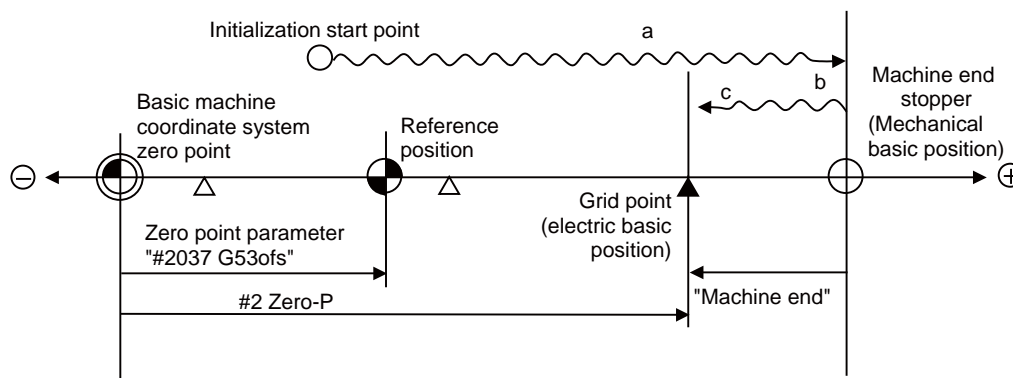 Initialization start point
a
Machine end
stopper
(Mechanical
basic position)
b
c
Basic machine
coordinate system
zero point
Reference
position
Grid point
(electric basic
position)
Zero point parameter
"#2037 G53ofs"
#2 Zero-P
"Machine end"